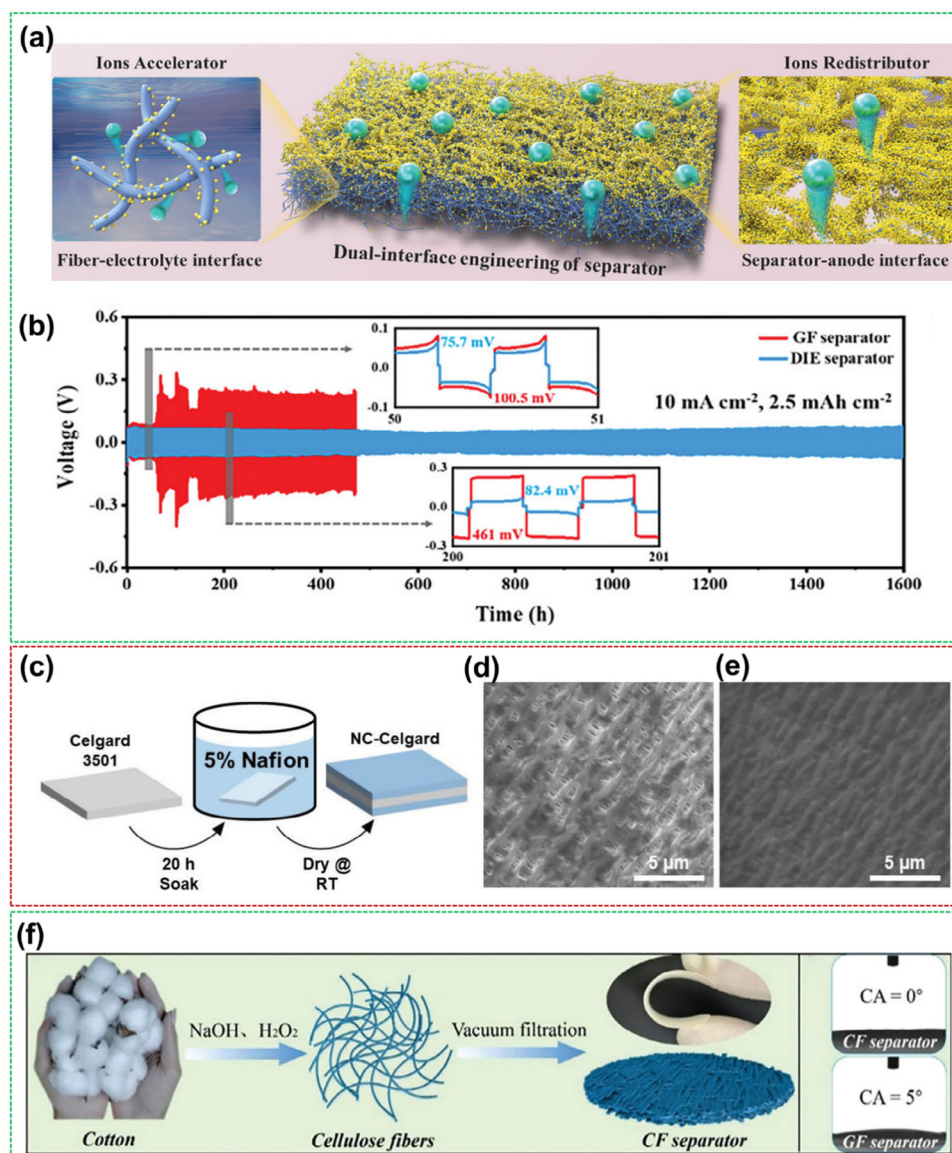 (a)
Ions Accelerator
Ions Redistributor
Fiber-electrolyte interface
Dual-interface engineering of separator
Separator-anode interface
(b)
Voltage (V)
0.6
0.3
0.0
-0.3
-0.6
0.1
0.0
-0.1
75.7 mV
100.5 mV
50
51
GF separator
DIE separator
10 mA cm⁻², 2.5 mAh cm⁻²
0.3
0.0
-0.3
82.4 mV
461 mV
200
201
0
200
400
600
800
1000
1200
1400
1600
Time (h)
(c)
Celgard
3501
5% Nafion
NC-Celgard
20 h
Soak
Dry @
RT
(d)
5 µm
(e)
5 µm
(f)
NaOH、H₂O₂
Vacuum filtration
Cotton
Cellulose fibers
CF separator
CA = 0°
CF separator
CA = 5°
GF separator